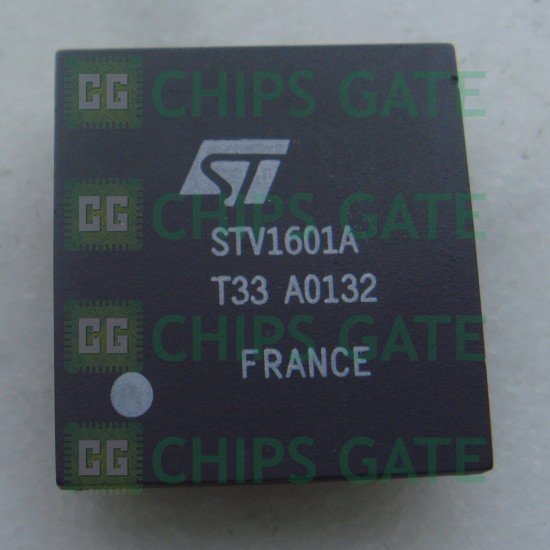 CG CHIPS GATE
ST
CG CHIPS GATE
STV1601A
T33 A0132
CG CHIPS GATE
FRANCE
CG CHIPS GATE